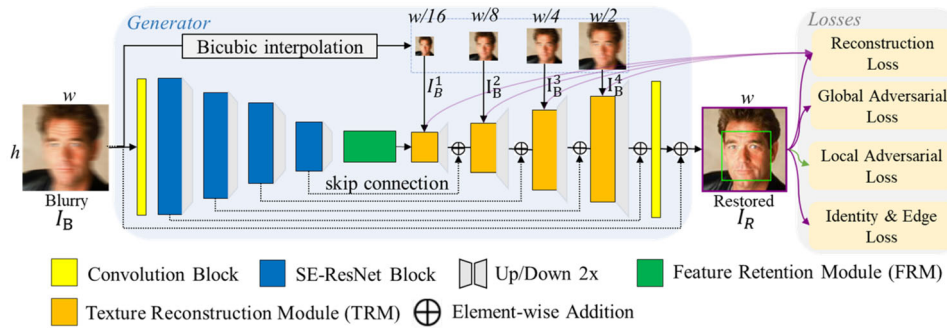 Generator
w/16
w/8
w/4
w/2
Losses
Bicubic interpolation
Reconstruction
Loss
w
I_B^1
I_B^2
I_B^3
I_B^4
w
Global Adversarial
Loss
h
Local Adversarial
Loss
skip connection
Blurry
I_B
Restored
I_R
Identity & Edge
Loss
Convolution Block
SE-ResNet Block
Up/Down 2x
Feature Retention Module (FRM)
Texture Reconstruction Module (TRM)
Element-wise Addition